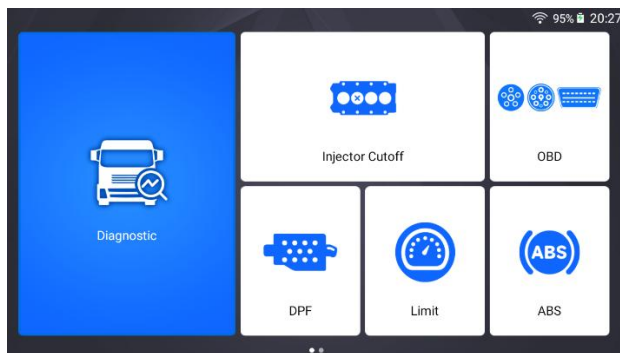 95% 20:27
Diagnostic
Injector Cutoff
OBD
DPF
Limit
ABS
ABS